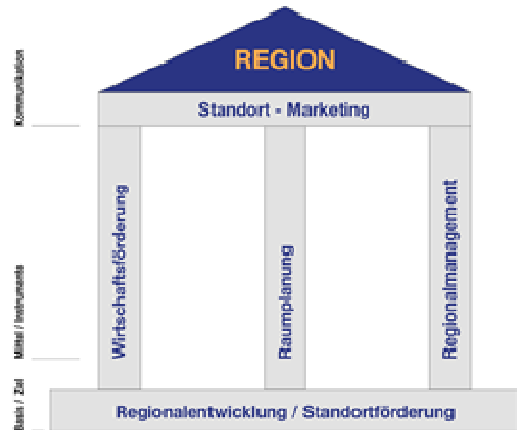 REGION
Kommunikation
Standort - Marketing
Mittel / Instrumente
Wirtschaftsförderung
Raumplanung
Regionalmanagement
Basis / Ziel
Regionalentwicklung / Standortförderung